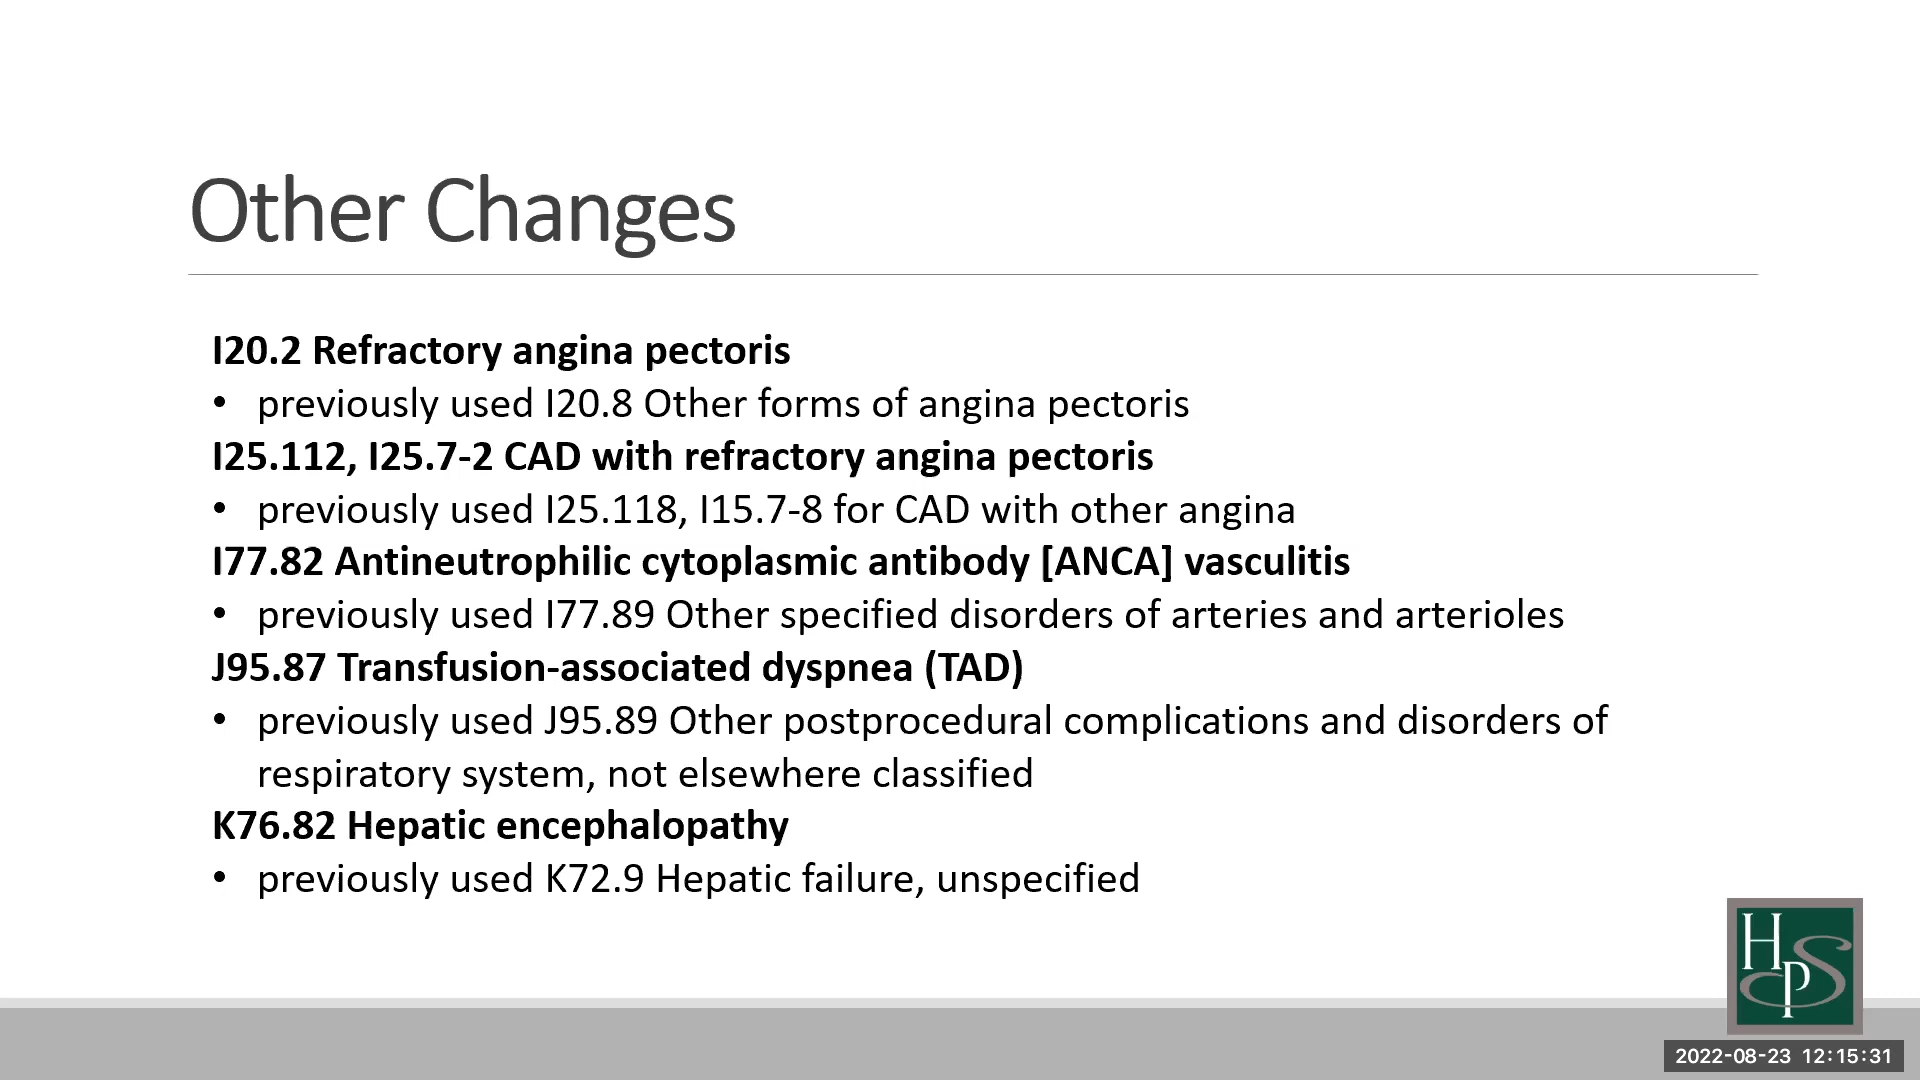 Other Changes
I20.2 Refractory angina pectoris
• previously used I20.8 Other forms of angina pectoris
I25.112, I25.7-2 CAD with refractory angina pectoris
• previously used I25.118, I15.7-8 for CAD with other angina
I77.82 Antineutrophilic cytoplasmic antibody [ANCA] vasculitis
• previously used I77.89 Other specified disorders of arteries and arterioles
J95.87 Transfusion-associated dyspnea (TAD)
• previously used J95.89 Other postprocedural complications and disorders of
respiratory system, not elsewhere classified
K76.82 Hepatic encephalopathy
• previously used K72.9 Hepatic failure, unspecified
HPS
2022-08-23 12:15:31